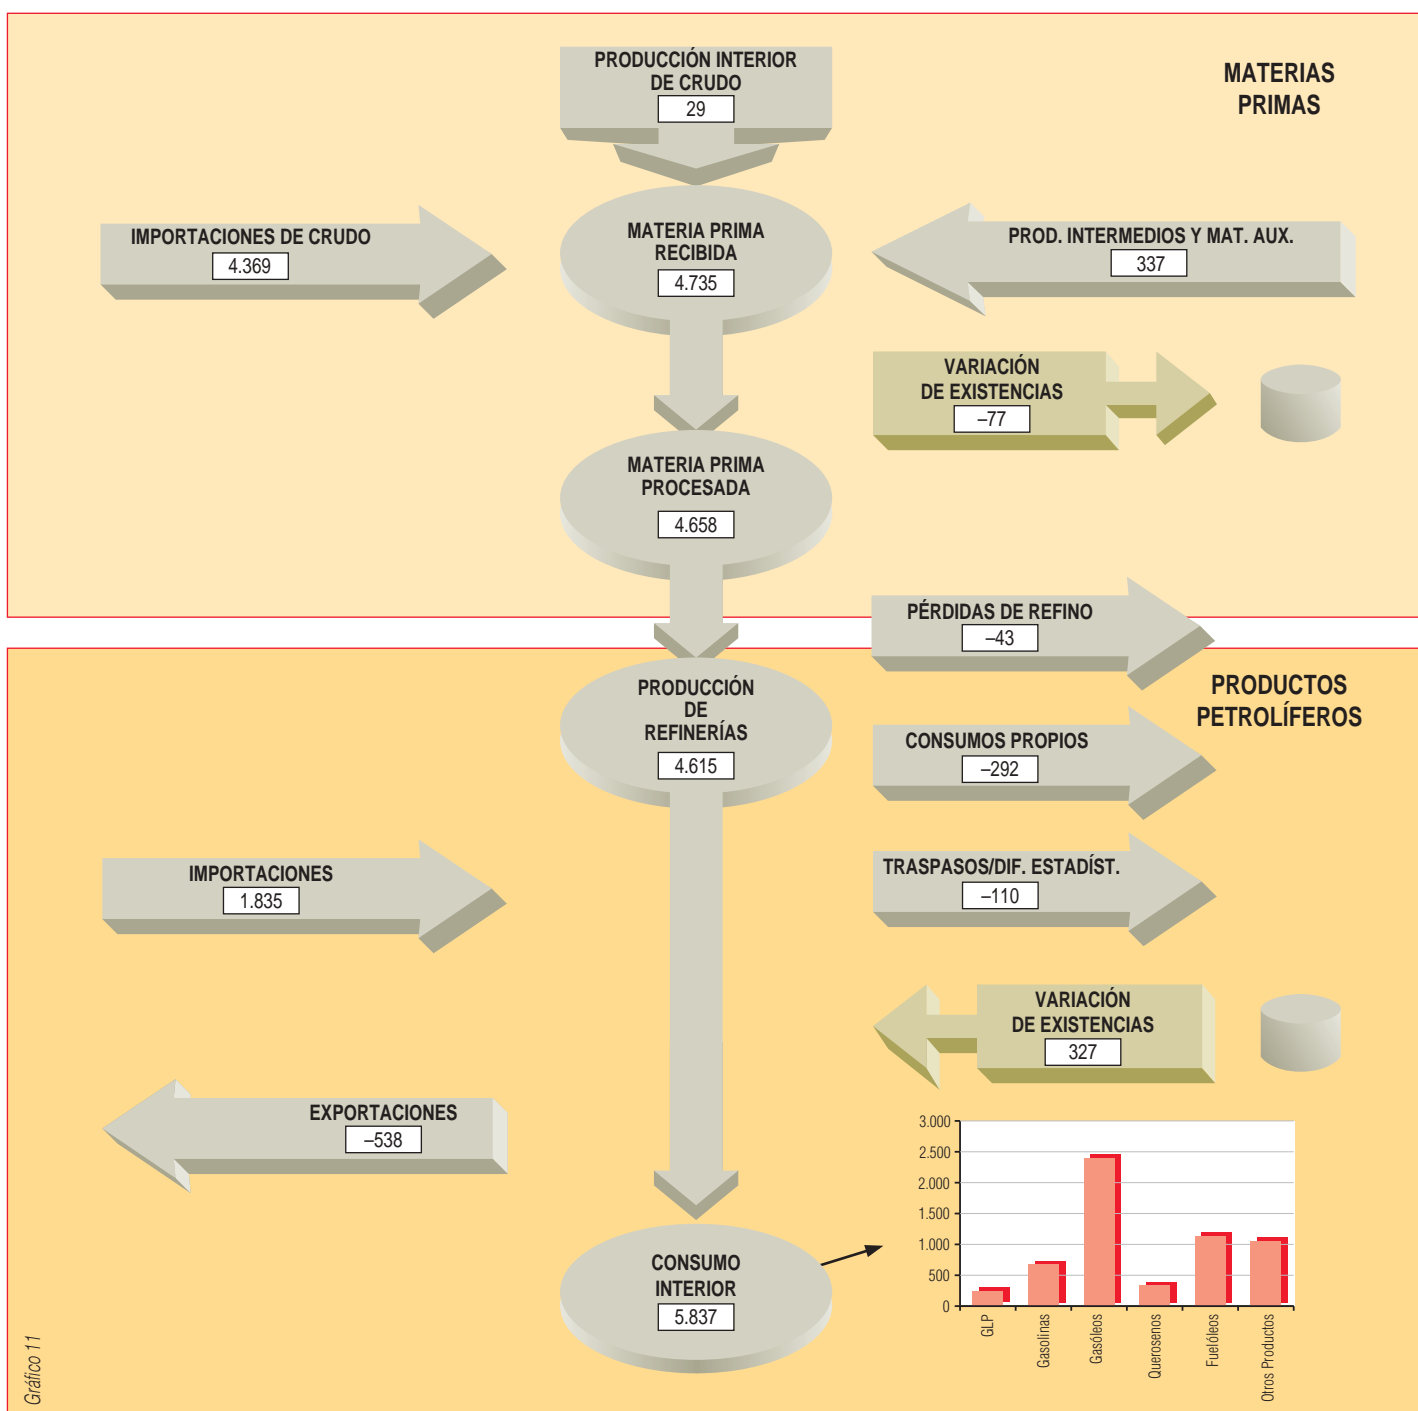 PRODUCCIÓN INTERIOR
DE CRUDO
29
MATERIAS
PRIMAS
IMPORTACIONES DE CRUDO
4.369
MATERIA PRIMA
RECIBIDA
4.735
PROD. INTERMEDIOS Y MAT. AUX.
337
VARIACIÓN
DE EXISTENCIAS
–77
MATERIA PRIMA
PROCESADA
4.658
PÉRDIDAS DE REFINO
–43
PRODUCTOS
PETROLÍFEROS
PRODUCCIÓN
DE
REFINERÍAS
4.615
CONSUMOS PROPIOS
–292
IMPORTACIONES
1.835
TRASPASOS/DIF. ESTADÍST.
–110
VARIACIÓN
DE EXISTENCIAS
327
EXPORTACIONES
–538
CONSUMO
INTERIOR
5.837
3.000
2.500
2.000
1.500
1.000
500
0
GLP
Gasolinas
Gasóleos
Querosenos
Fuelóleos
Otros Productos
Gráfico 11